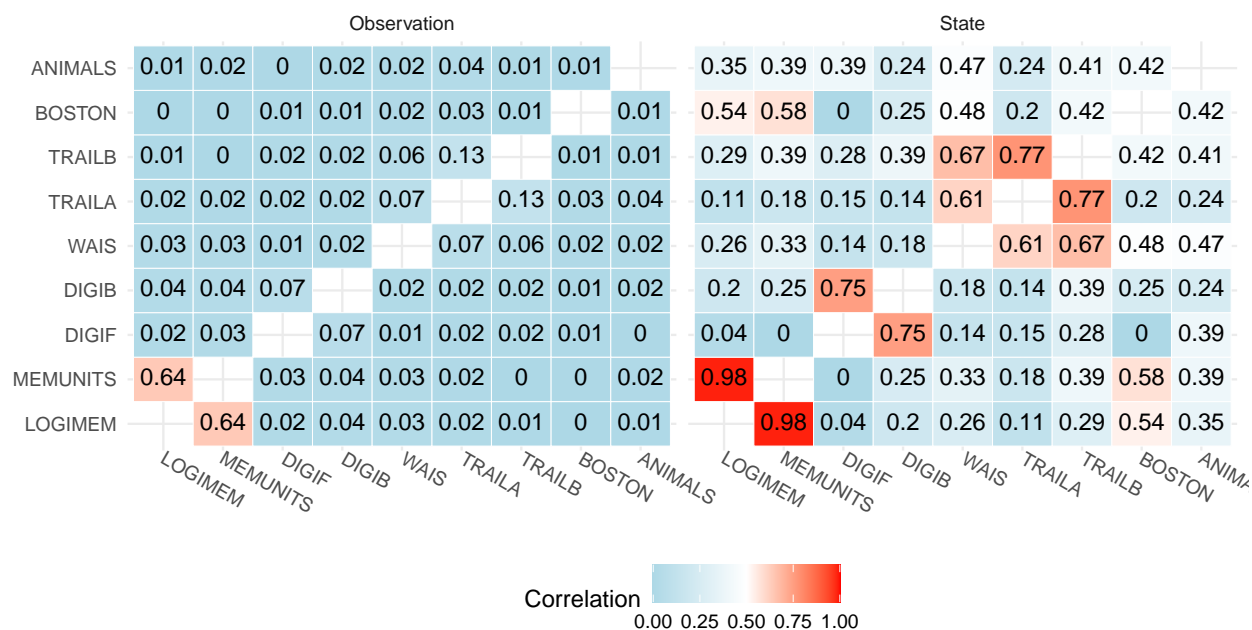 Observation State
ANIMALS 0.01 0.02 0 0.02 0.02 0.04 0.01 0.01 0.35 0.39 0.39 0.24 0.47 0.24 0.41 0.42
BOSTON 0 0 0.01 0.01 0.02 0.03 0.01 0.01 0.54 0.58 0 0.25 0.48 0.2 0.42 0.42
TRAILB 0.01 0 0.02 0.02 0.06 0.13 0.01 0.01 0.29 0.39 0.28 0.39 0.67 0.77 0.42 0.41
TRAILA 0.02 0.02 0.02 0.02 0.07 0.13 0.03 0.04 0.11 0.18 0.15 0.14 0.61 0.77 0.2 0.24
WAIS 0.03 0.03 0.01 0.02 0.07 0.06 0.02 0.02 0.26 0.33 0.14 0.18 0.61 0.67 0.48 0.47
DIGIB 0.04 0.04 0.07 0.02 0.02 0.02 0.01 0.02 0.2 0.25 0.75 0.18 0.14 0.39 0.25 0.24
DIGIF 0.02 0.03 0.07 0.01 0.02 0.02 0.01 0 0.04 0 0.75 0.14 0.15 0.28 0 0.39
MEMUNITS 0.64 0.03 0.04 0.03 0.02 0 0 0.02 0.98 0 0.25 0.33 0.18 0.39 0.58 0.39
LOGIMEM 0.64 0.02 0.04 0.03 0.02 0.01 0 0.01 0.98 0.04 0.2 0.26 0.11 0.29 0.54 0.35
LOGIMEM MEMUNITS DIGIF DIGIB WAIS TRAILA TRAILB BOSTON ANIMALS LOGIMEM MEMUNITS DIGIF DIGIB WAIS TRAILA TRAILB BOSTON
Correlation
0.00 0.25 0.50 0.75 1.00